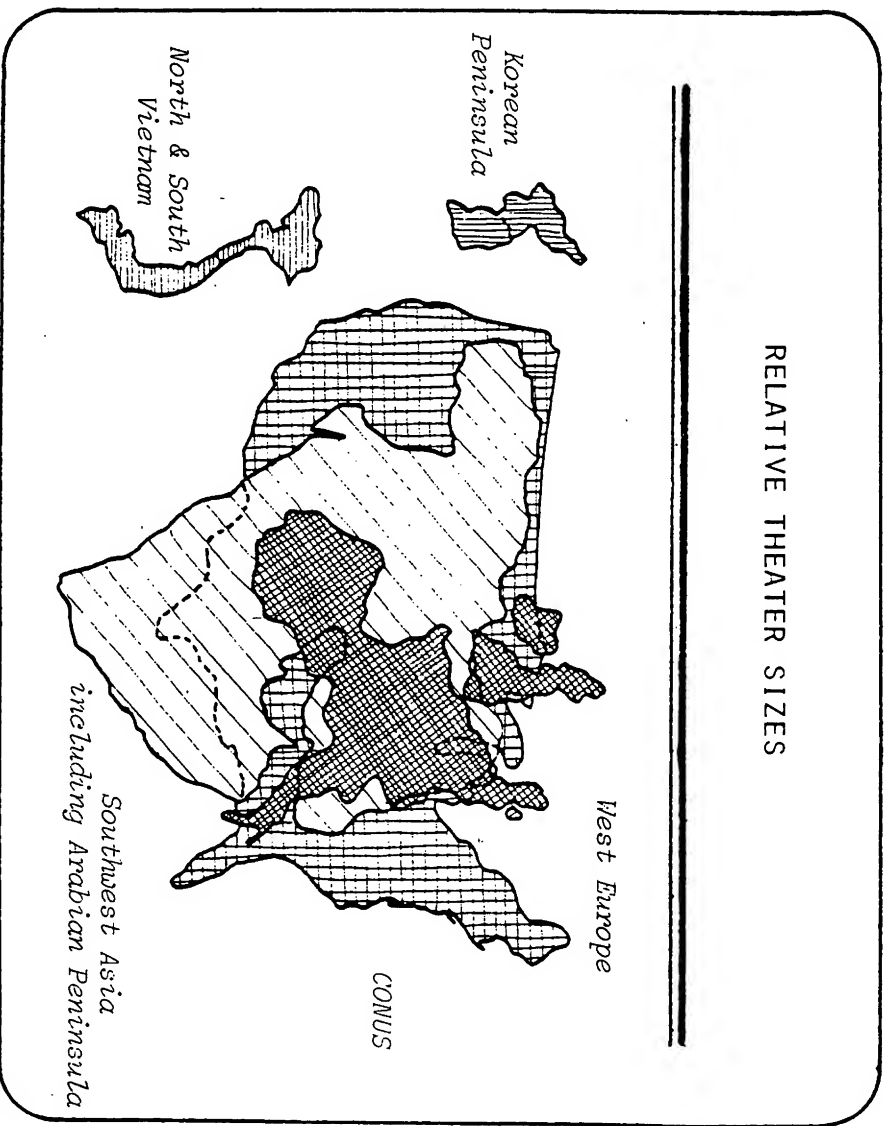 RELATIVE THEATER SIZES
Korean
Peninsula
West Europe
North & South
Vietnam
CONUS
Southwest Asia
including Arabian Peninsula